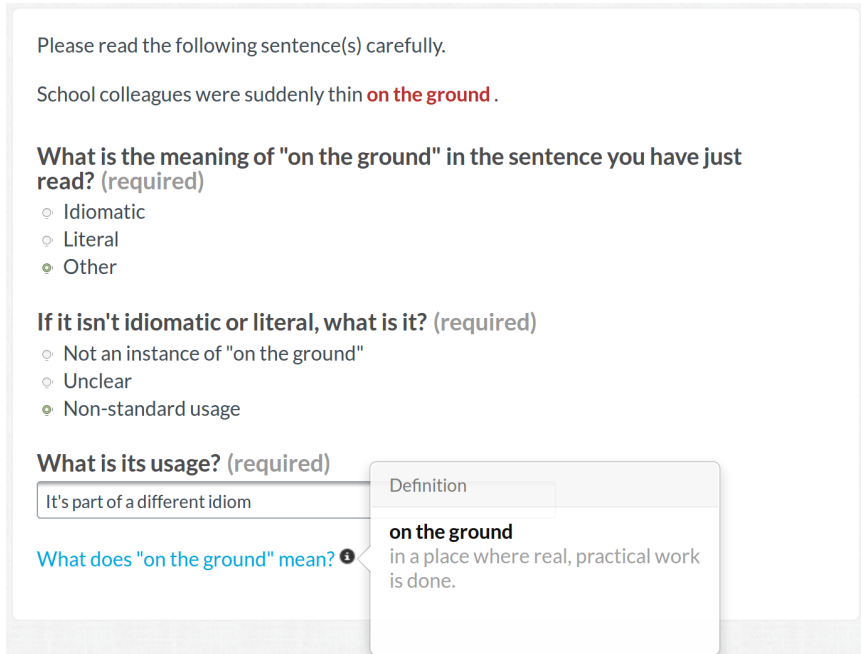 Please read the following sentence(s) carefully.
School colleagues were suddenly thin on the ground .
What is the meaning of "on the ground" in the sentence you have just
read? (required)
Idiomatic
Literal
Other
If it isn't idiomatic or literal, what is it? (required)
Not an instance of "on the ground"
Unclear
Non-standard usage
What is its usage? (required)
It's part of a different idiom
What does "on the ground" mean?
Definition
on the ground
in a place where real, practical work
is done.